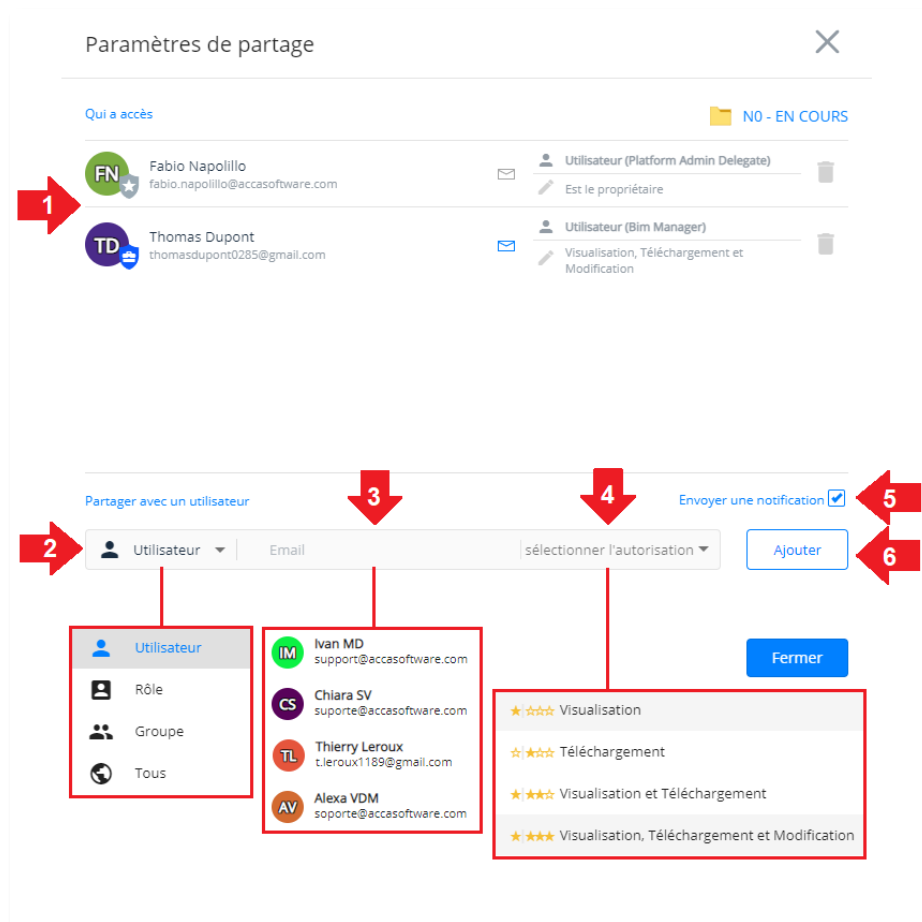 Paramètres de partage
Qui a accès
N0 - EN COURS
FN
Fabio Napolillo
fabio.napolillo@accasoftware.com
Utilisateur (Platform Admin Delegate)
Est le propriétaire
1
TD
Thomas Dupont
thomasdupont0285@gmail.com
Utilisateur (Bim Manager)
Visualisation, Téléchargement et
Modification
Partager avec un utilisateur
3
4
Envoyer une notification
5
2
Utilisateur
Email
sélectionner l'autorisation
Ajouter
6
Utilisateur
Rôle
Groupe
Tous
IM
Ivan MD
support@accasoftware.com
CS
Chiara SV
suporte@accasoftware.com
TL
Thierry Leroux
t.leroux1189@gmail.com
AV
Alexa VDM
soporte@accasoftware.com
Fermer
Visualisation
Téléchargement
Visualisation et Téléchargement
Visualisation, Téléchargement et Modification